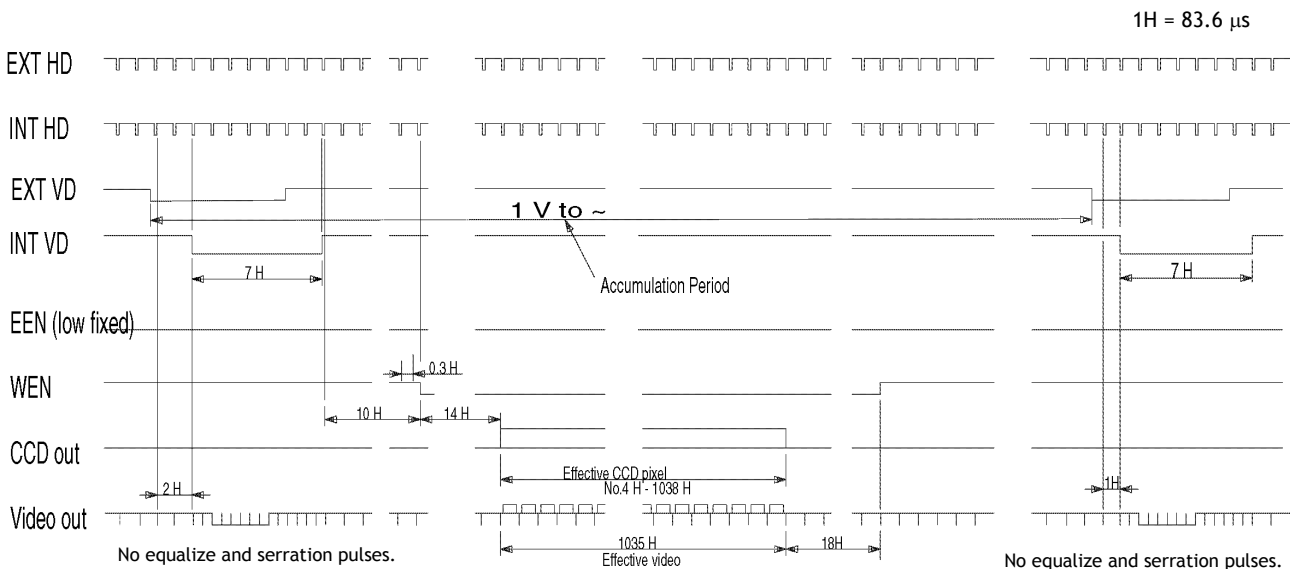 1H = 83.6 µs
EXT HD
INT HD
EXT VD
1 V to ~
INT VD
7 H
7 H
Accumulation Period
EEN (low fixed)
0.3 H
WEN
10 H
14 H
CCD out
Effective CCD pixel
No.4 H - 1038 H
2 H
1H
Video out
1035 H
18H
No equalize and serration pulses.
Effective video
No equalize and serration pulses.